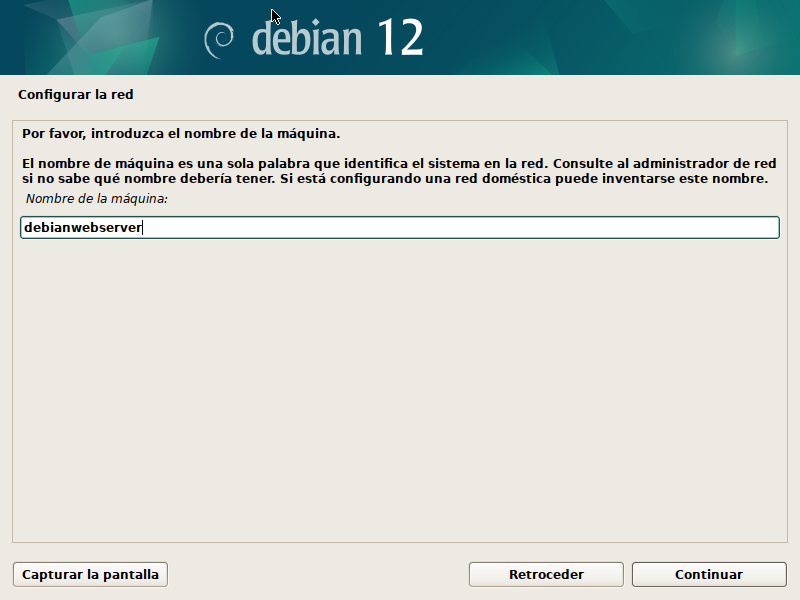 debian 12
Configurar la red
Por favor, introduzca el nombre de la máquina.
El nombre de máquina es una sola palabra que identifica el sistema en la red. Consulte al administrador de red
si no sabe qué nombre debería tener. Si está configurando una red doméstica puede inventarse este nombre.
Nombre de la máquina:
debianwebserver
Capturar la pantalla
Retroceder
Continuar